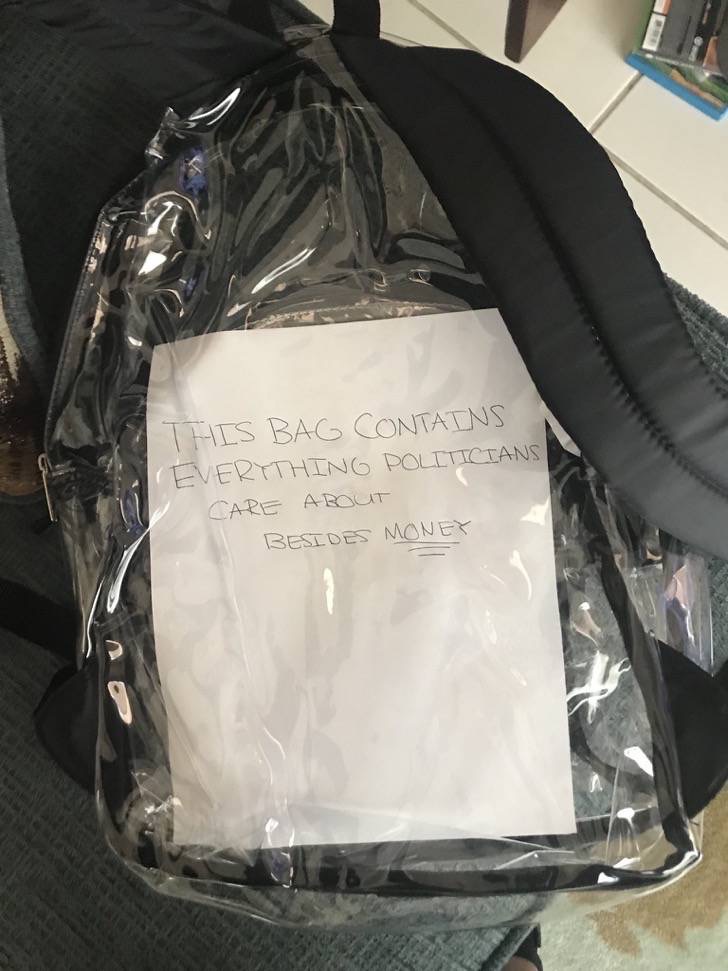 THIS BAG CONTAINS
EVERYTHING POLITICIANS
CARE ABOUT
BESIDES MONEY